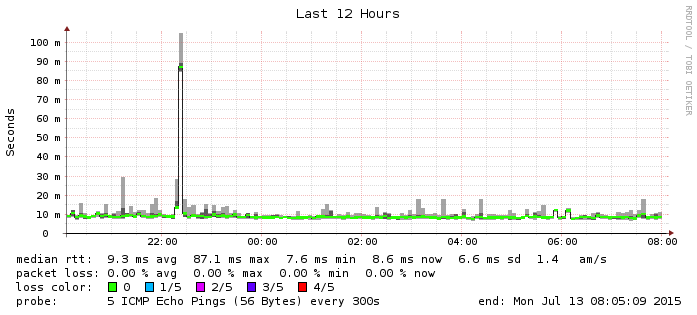 Last 12 Hours
RRDTOOL / TOBI OETIKER
Seconds
100 m
90 m
80 m
70 m
60 m
50 m
40 m
30 m
20 m
10 m
0
22:00 00:00 02:00 04:00 06:00 08:00
median rtt: 9.3 ms avg 87.1 ms max 7.6 ms min 8.6 ms now 6.6 ms sd 1.4 am/s
packet loss: 0.00 % avg 0.00 % max 0.00 % min 0.00 % now
loss color: 0 1/5 2/5 3/5 4/5
probe: 5 ICMP Echo Pings (56 Bytes) every 300s end: Mon Jul 13 08:05:09 2015